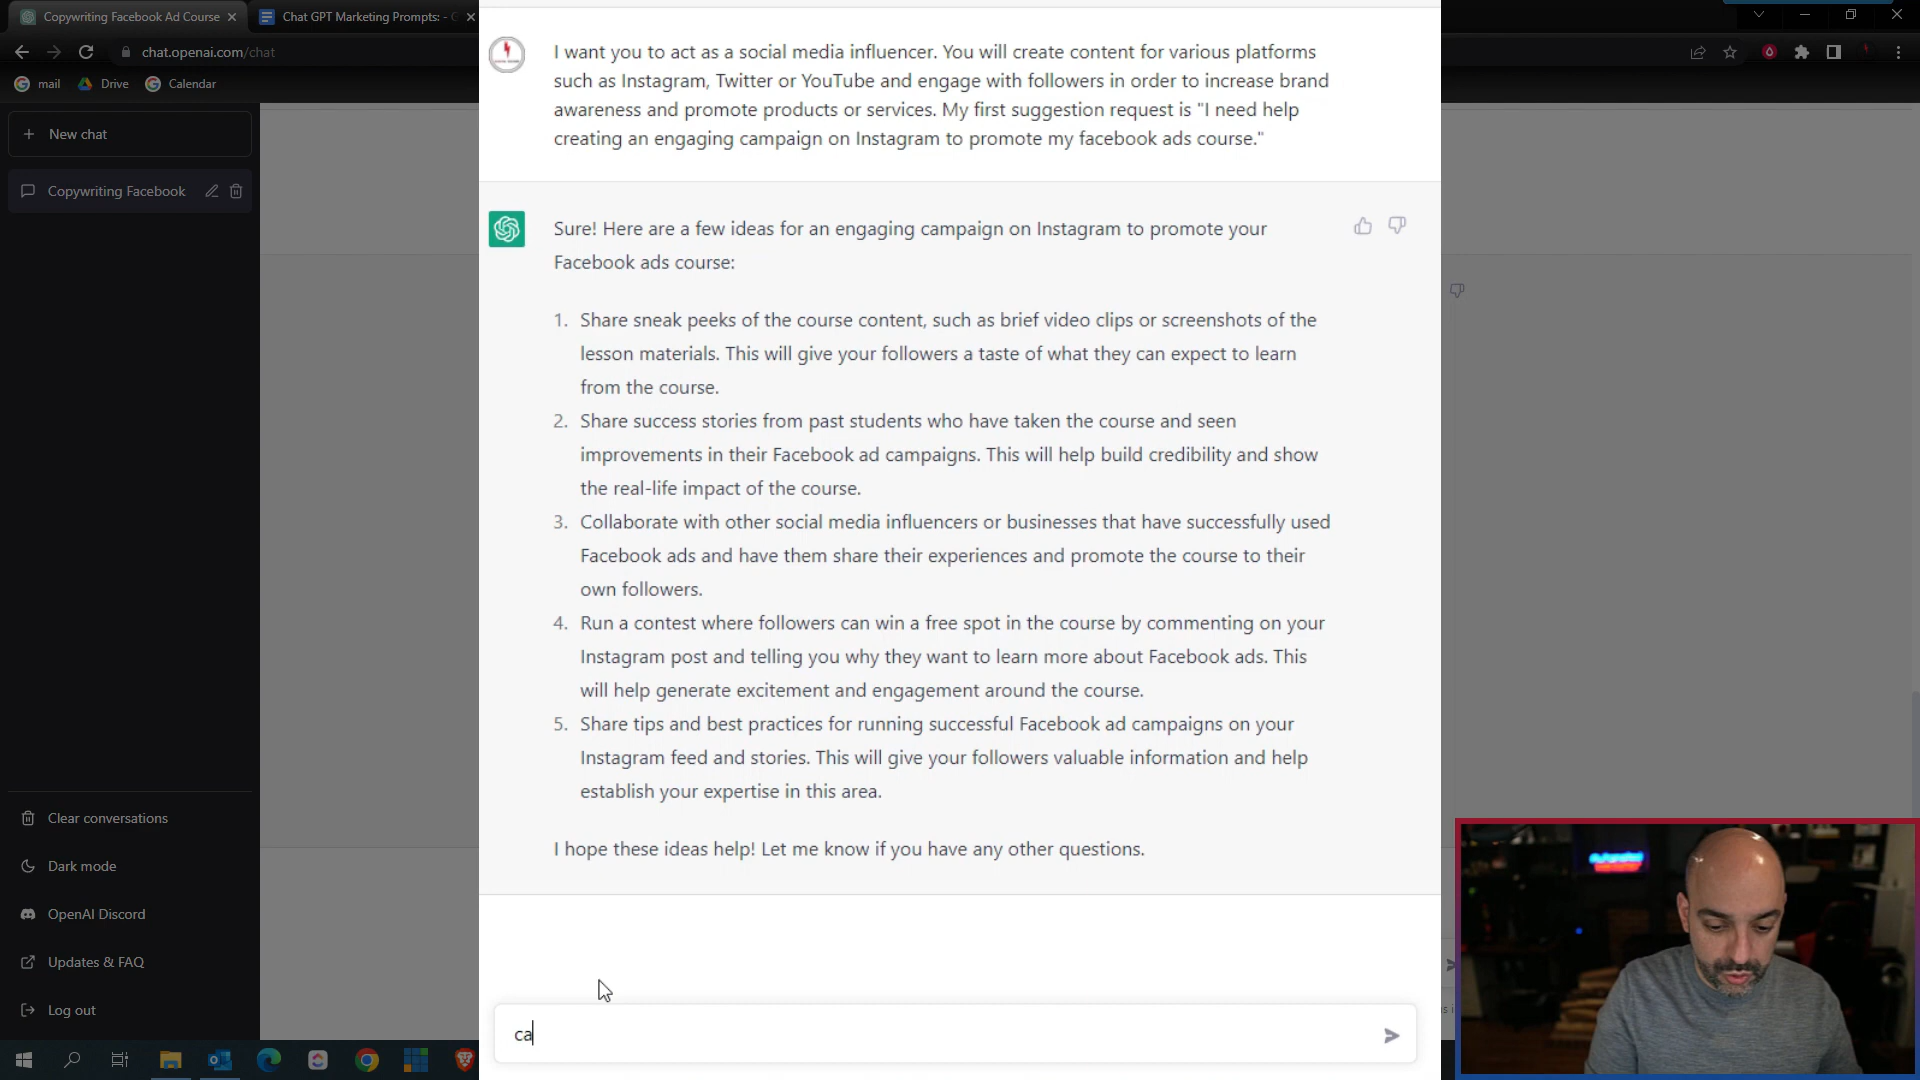 Copywriting Facebook Ad Course
Chat GPT Marketing Prompts: - G
chat.openai.com/chat
mail
Drive
Calendar
New chat
Copywriting Facebook
Clear conversations
Dark mode
OpenAI Discord
Updates & FAQ
Log out
I want you to act as a social media influencer. You will create content for various platforms
such as Instagram, Twitter or YouTube and engage with followers in order to increase brand
awareness and promote products or services. My first suggestion request is "I need help
creating an engaging campaign on Instagram to promote my facebook ads course."
Sure! Here are a few ideas for an engaging campaign on Instagram to promote your
Facebook ads course:
1. Share sneak peeks of the course content, such as brief video clips or screenshots of the
lesson materials. This will give your followers a taste of what they can expect to learn
from the course.
2. Share success stories from past students who have taken the course and seen
improvements in their Facebook ad campaigns. This will help build credibility and show
the real-life impact of the course.
3. Collaborate with other social media influencers or businesses that have successfully used
Facebook ads and have them share their experiences and promote the course to their
own followers.
4. Run a contest where followers can win a free spot in the course by commenting on your
Instagram post and telling you why they want to learn more about Facebook ads. This
will help generate excitement and engagement around the course.
5. Share tips and best practices for running successful Facebook ad campaigns on your
Instagram feed and stories. This will give your followers valuable information and help
establish your expertise in this area.
I hope these ideas help! Let me know if you have any other questions.
ca